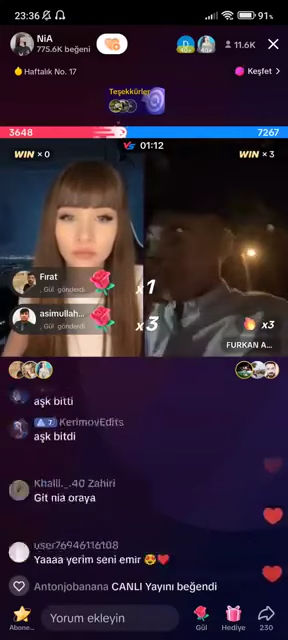 23:36
91%
NiA
775.6K beğeni
11.6K
Haftalık No. 17
Keşfet >
Teşekkürler
3648
7267
WIN × 0
VS 01:12
WIN × 3
Fırat
, Gül gönderdi
x1
asimullah...
, Gül gönderdi
x3
x3
FURKAN A...
aşk bitti
7 KerimovEdits
aşk bitdi
Khalil._.40 Zahiri
Git nia oraya
user76946116108
Yaaaa yerim seni emir 😍❤️
Antonjobanana CANLI Yayını beğendi
Yorum ekleyin
Abone...
Gül
Hediye
230